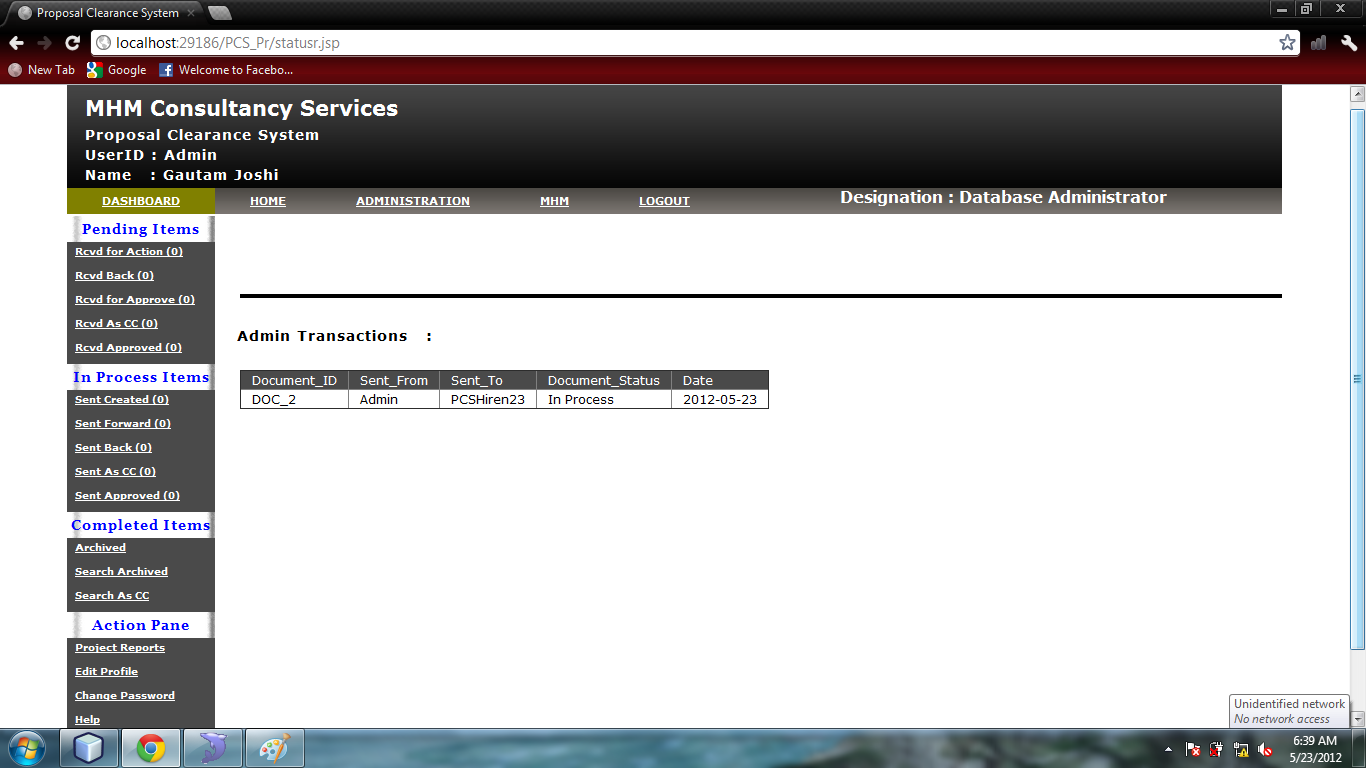 Proposal Clearance System
localhost:29186/PCS_Pr/statusr.jsp
New Tab Google Welcome to Facebo...
MHM Consultancy Services
Proposal Clearance System
UserID : Admin
Name : Gautam Joshi
DASHBOARD HOME ADMINISTRATION MHM LOGOUT Designation : Database Administrator
Pending Items
Rcvd for Action (0)
Rcvd Back (0)
Rcvd for Approve (0)
Rcvd As CC (0)
Rcvd Approved (0)
In Process Items
Sent Created (0)
Sent Forward (0)
Sent Back (0)
Sent As CC (0)
Sent Approved (0)
Completed Items
Archived
Search Archived
Search As CC
Action Pane
Project Reports
Edit Profile
Change Password
Help
Admin Transactions :
Document_ID Sent_From Sent_To Document_Status Date
DOC_2 Admin PCSHiren23 In Process 2012-05-23
Unidentified network
No network access
6:39 AM
5/23/2012